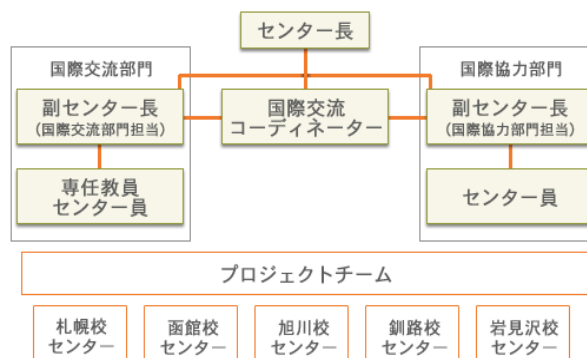 センター長
国際交流部門
国際協力部門
副センター長
(国際交流部門担当)
国際交流
コーディネーター
副センター長
(国際協力部門担当)
専任教員
センター員
センター員
プロジェクトチーム
札幌校
センター
函館校
センター
旭川校
センター
釧路校
センター
岩見沢校
センター